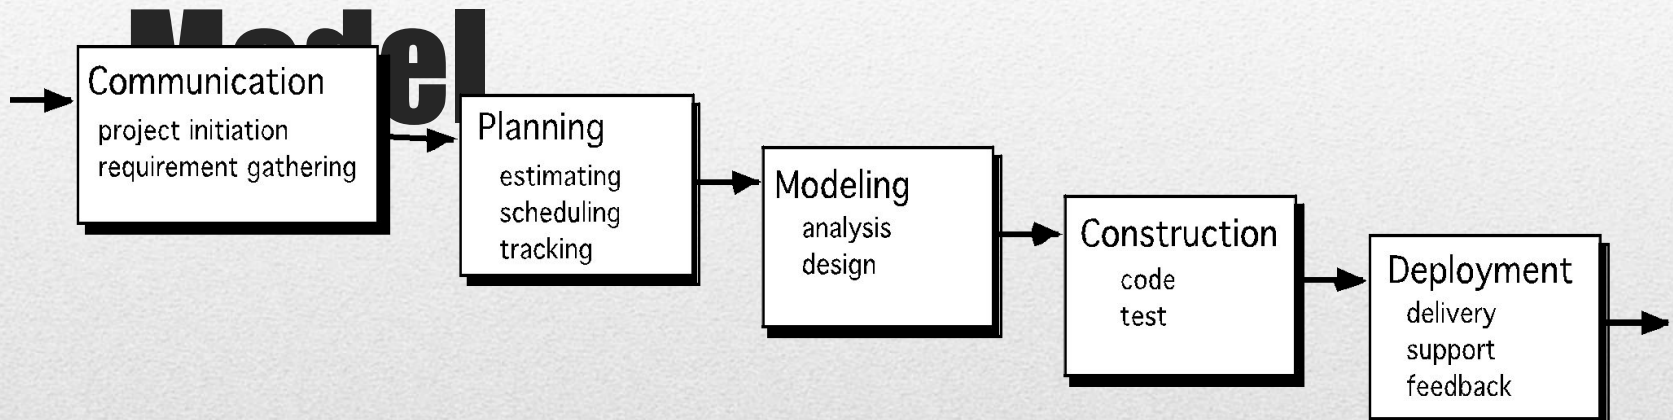 Model
Communication
project initiation
requirement gathering
Planning
estimating
scheduling
tracking
Modeling
analysis
design
Construction
code
test
Deployment
delivery
support
feedback